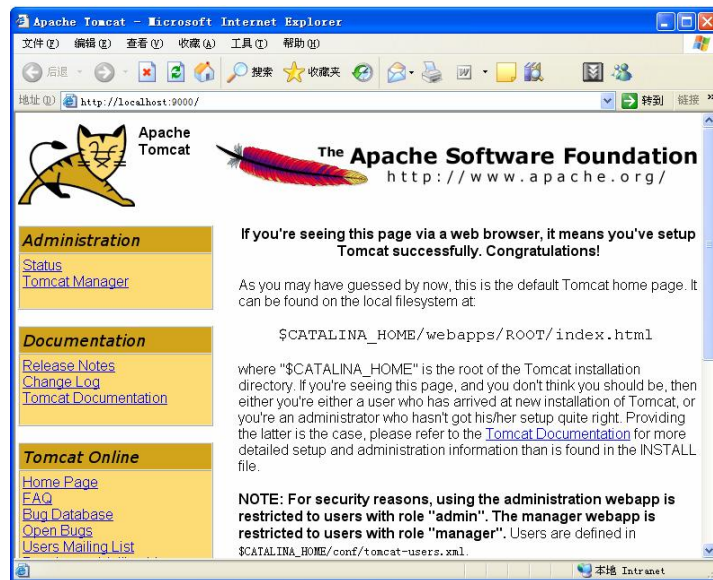 Apache Tomcat - Microsoft Internet Explorer
文件(F) 编辑(E) 查看(V) 收藏(A) 工具(T) 帮助(H)
后退 搜索 收藏夹
地址(D) http://localhost:9000/ 转到 链接 »
Apache
Tomcat
The Apache Software Foundation
http://www.apache.org/
Administration
Status
Tomcat Manager
Documentation
Release Notes
Change Log
Tomcat Documentation
Tomcat Online
Home Page
FAQ
Bug Database
Open Bugs
Users Mailing List
If you're seeing this page via a web browser, it means you've setup
Tomcat successfully. Congratulations!
As you may have guessed by now, this is the default Tomcat home page. It
can be found on the local filesystem at:
$CATALINA_HOME/webapps/ROOT/index.html
where "$CATALINA_HOME" is the root of the Tomcat installation
directory. If you're seeing this page, and you don't think you should be, then
either you're either a user who has arrived at new installation of Tomcat, or
you're an administrator who hasn't got his/her setup quite right. Providing
the latter is the case, please refer to the Tomcat Documentation for more
detailed setup and administration information than is found in the INSTALL
file.
NOTE: For security reasons, using the administration webapp is
restricted to users with role "admin". The manager webapp is
restricted to users with role "manager". Users are defined in
$CATALINA_HOME/conf/tomcat-users.xml.
本地 Intranet